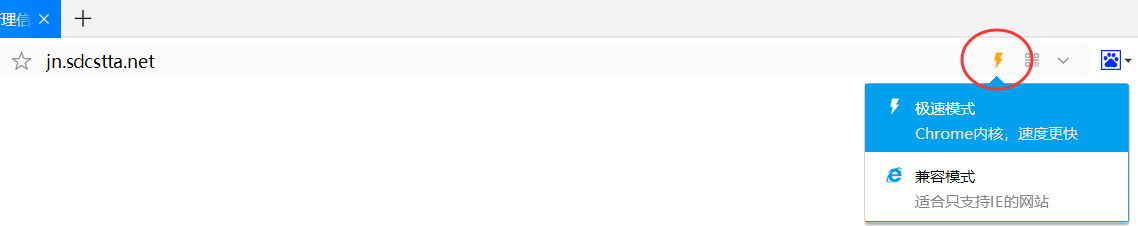 理信
jn.sdcstta.net
极速模式
Chrome内核，速度更快
兼容模式
适合只支持IE的网站